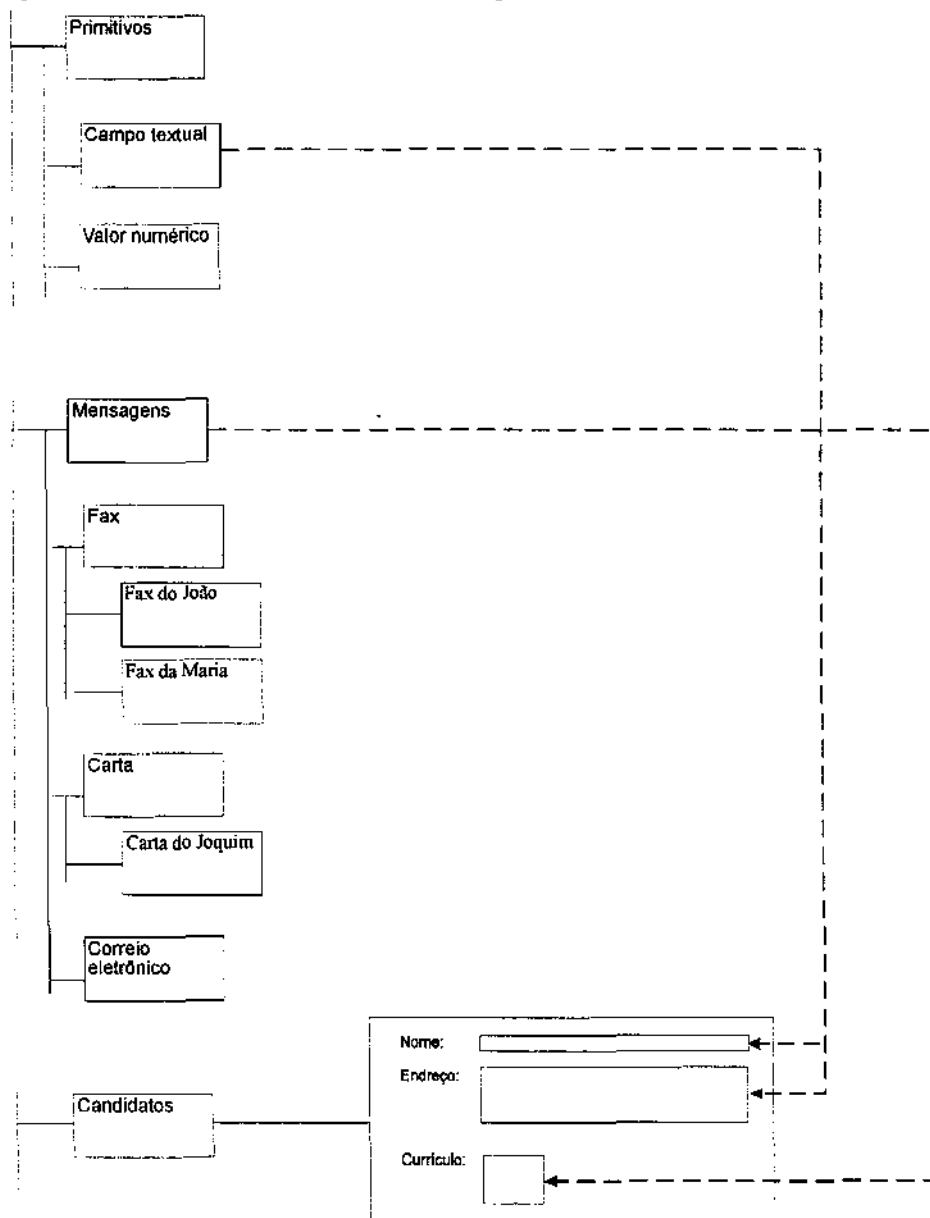 Primitivos
Campo textual
Valor numérico
Mensagens
Fax
Fax do João
Fax da Maria
Carta
Carta do Joquim
Correio
eletrônico
Nome:
Endreço:
Candidatos
Currículo: